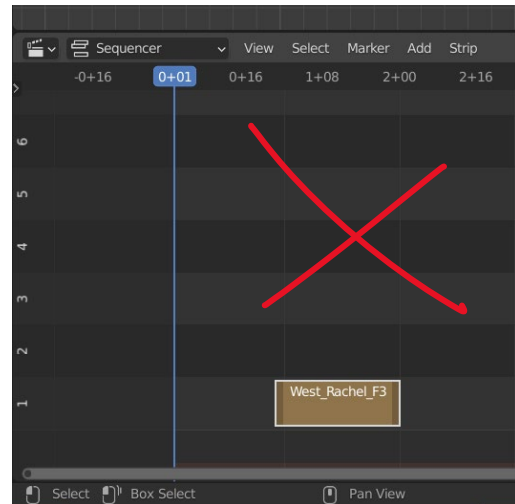 Sequencer View Select Marker Add Strip
-0+16 0+01 0+16 1+08 2+00 2+16
6
5
4
3
2
1 West_Rachel_F3
Select Box Select Pan View